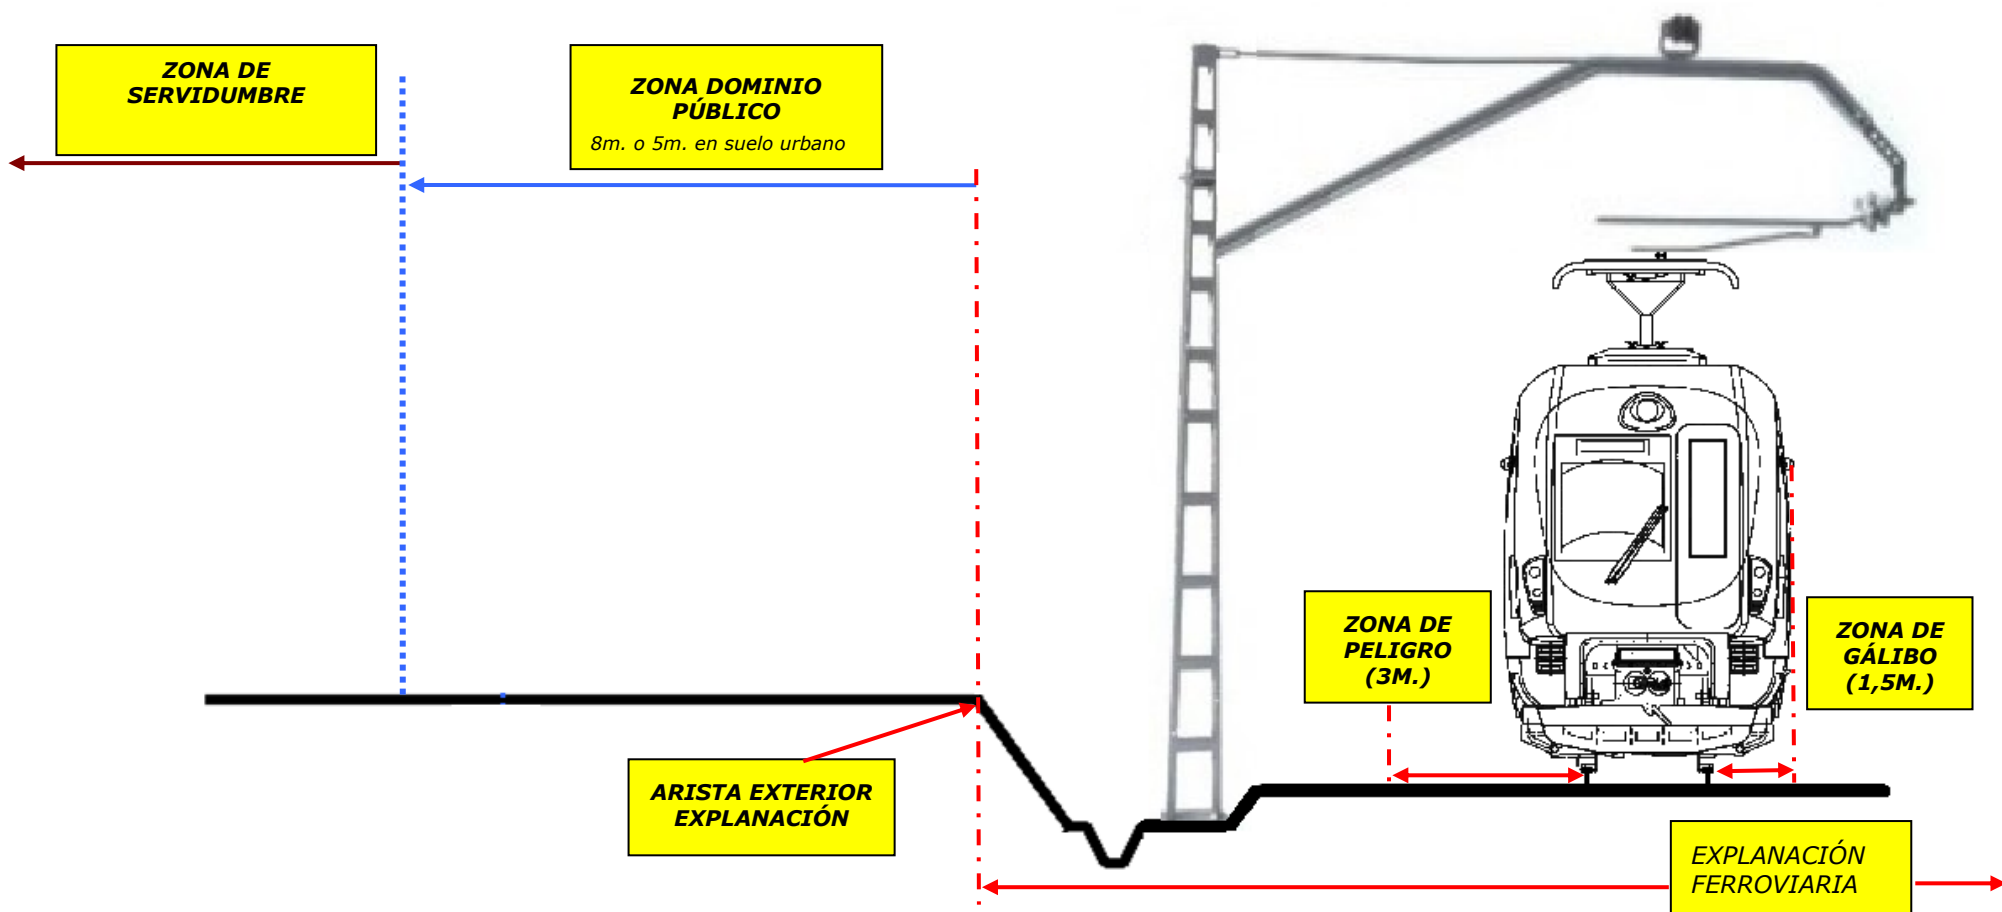 ZONA DE
SERVIDUMBRE
ZONA DOMINIO
PÚBLICO
8m. o 5m. en suelo urbano
ZONA DE
PELIGRO
(3M.)
ZONA DE
GÁLIBO
(1,5M.)
ARISTA EXTERIOR
EXPLANACIÓN
EXPLANACIÓN
FERROVIARIA